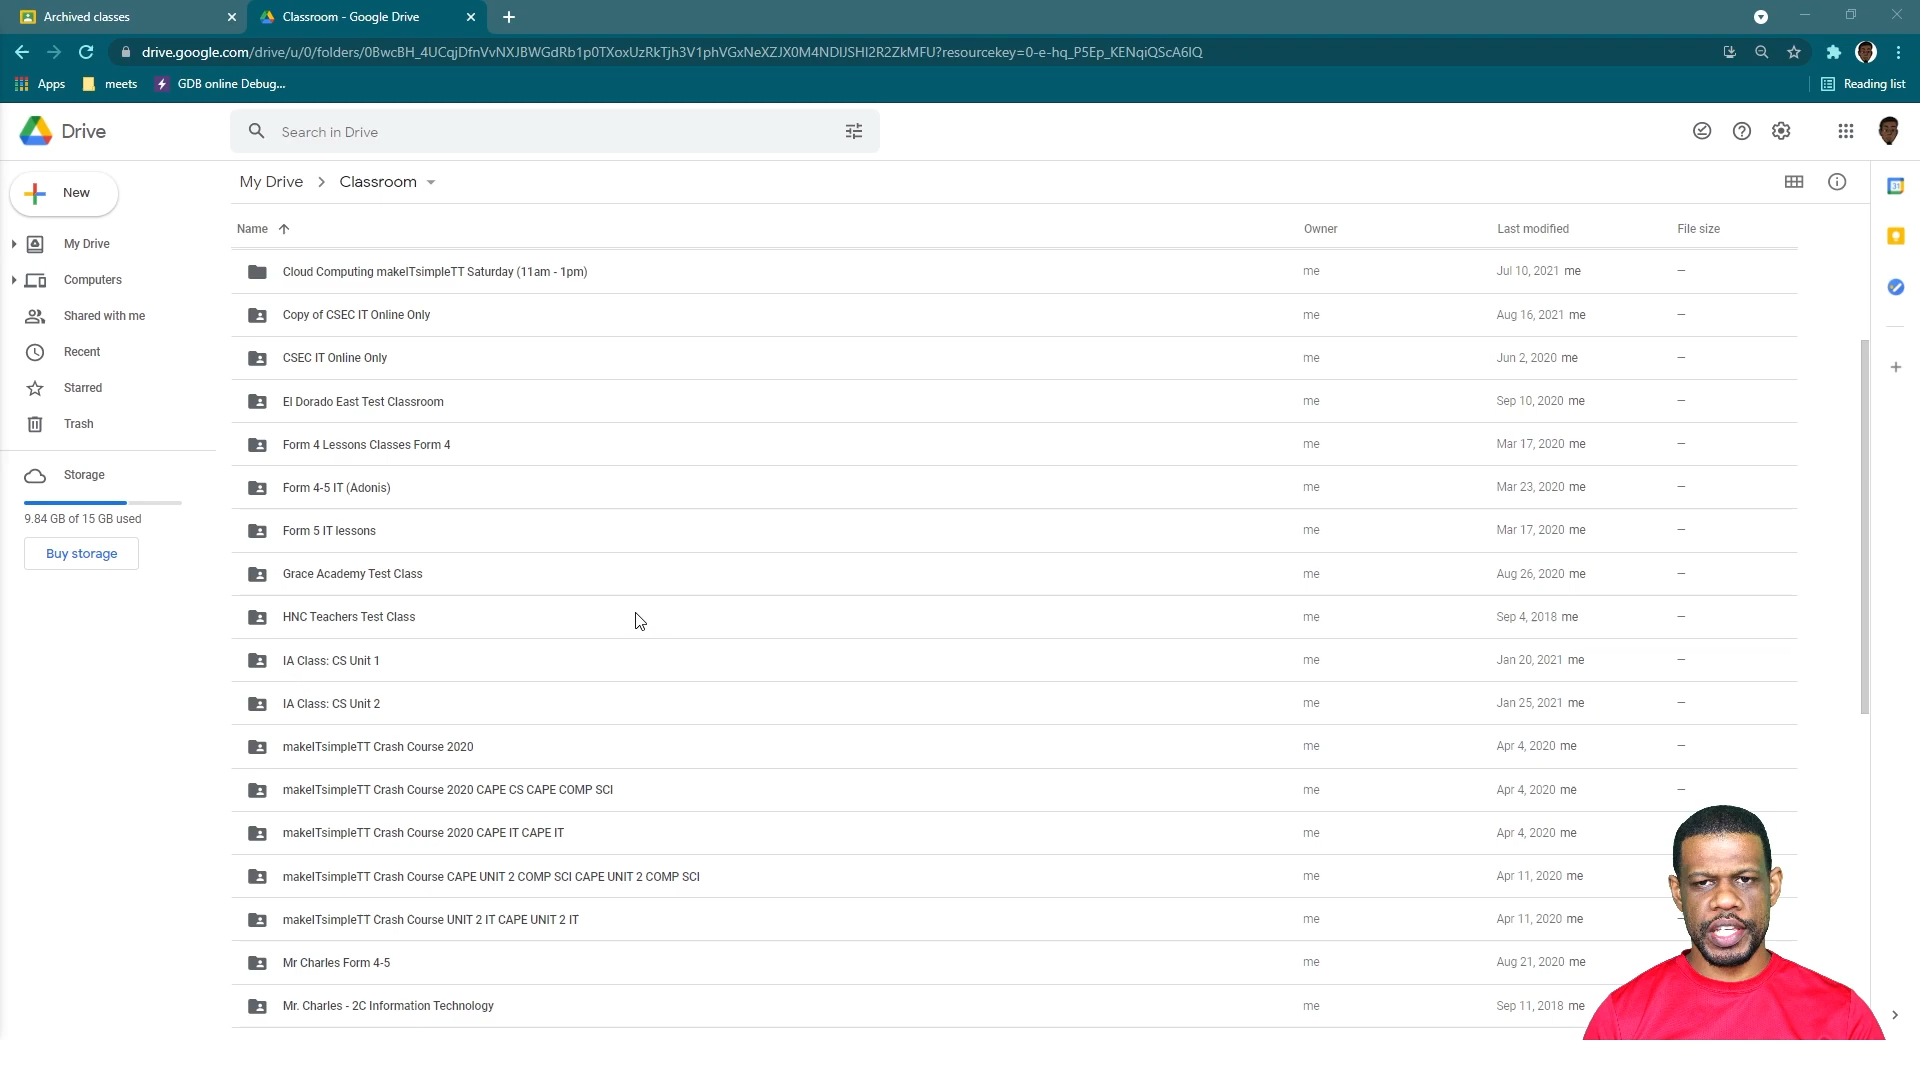 Archived classes
Classroom - Google Drive
drive.google.com/drive/u/0/folders/0BwcBH_4UCqjDfnVvNXJBWGdRb1p0TXoxUzRkTjh3V1phVGxNeXZJX0M4NDlJSHl2R2ZkMFU?resourcekey=0-e-hq_P5Ep_KENqiQScA6lQ
Apps
meets
GDB online Debug...
Reading list
Drive
Search in Drive
New
My Drive > Classroom
Name Owner Last modified File size
My Drive
Computers
Shared with me
Recent
Starred
Trash
Storage
9.84 GB of 15 GB used
Buy storage
Cloud Computing makeITsimpleTT Saturday (11am - 1pm) me Jul 10, 2021 me —
Copy of CSEC IT Online Only me Aug 16, 2021 me —
CSEC IT Online Only me Jun 2, 2020 me —
El Dorado East Test Classroom me Sep 10, 2020 me —
Form 4 Lessons Classes Form 4 me Mar 17, 2020 me —
Form 4-5 IT (Adonis) me Mar 23, 2020 me —
Form 5 IT lessons me Mar 17, 2020 me —
Grace Academy Test Class me Aug 26, 2020 me —
HNC Teachers Test Class me Sep 4, 2018 me —
IA Class: CS Unit 1 me Jan 20, 2021 me —
IA Class: CS Unit 2 me Jan 25, 2021 me —
makeITsimpleTT Crash Course 2020 me Apr 4, 2020 me —
makeITsimpleTT Crash Course 2020 CAPE CS CAPE COMP SCI me Apr 4, 2020 me —
makeITsimpleTT Crash Course 2020 CAPE IT CAPE IT me Apr 4, 2020 me
makeITsimpleTT Crash Course CAPE UNIT 2 COMP SCI CAPE UNIT 2 COMP SCI me Apr 11, 2020 me
makeITsimpleTT Crash Course UNIT 2 IT CAPE UNIT 2 IT me Apr 11, 2020 me
Mr Charles Form 4-5 me Aug 21, 2020 me
Mr. Charles - 2C Information Technology me Sep 11, 2018 me
31